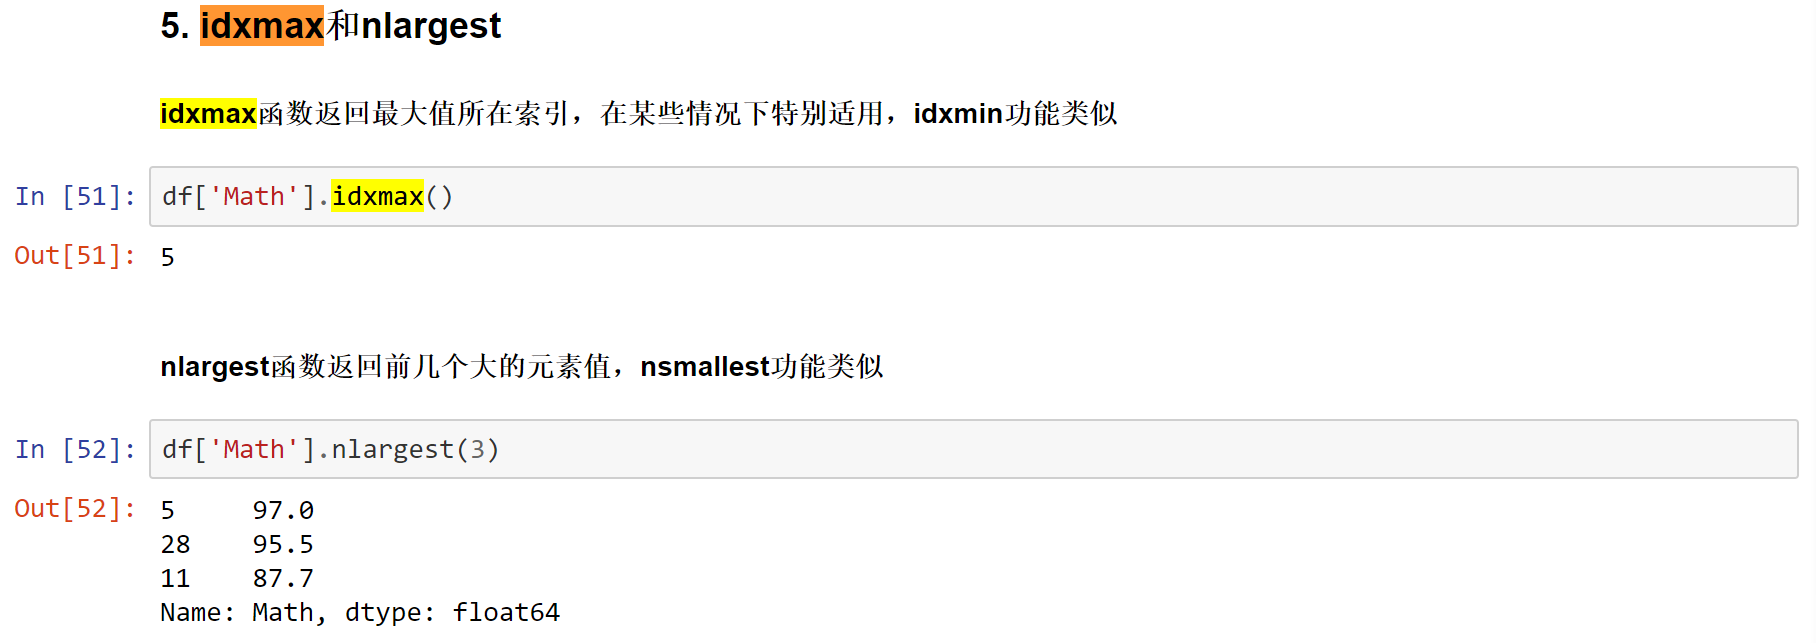 5. idxmax和nlargest
idxmax函数返回最大值所在索引，在某些情况下特别适用，idxmin功能类似
In [51]: df['Math'].idxmax()
Out[51]: 5
nlargest函数返回前几个大的元素值，nsmallest功能类似
In [52]: df['Math'].nlargest(3)
Out[52]: 5     97.0
28    95.5
11    87.7
Name: Math, dtype: float64